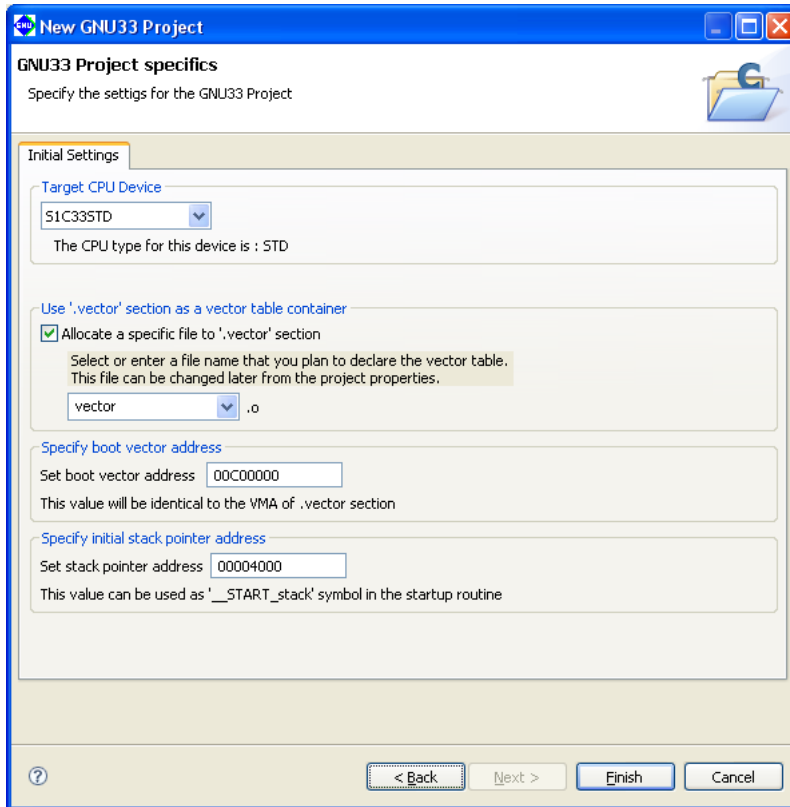 GNU New GNU33 Project
GNU33 Project specifics
Specify the settigs for the GNU33 Project
Initial Settings
Target CPU Device
S1C33STD
The CPU type for this device is : STD
Use '.vector' section as a vector table container
Allocate a specific file to '.vector' section
Select or enter a file name that you plan to declare the vector table.
This file can be changed later from the project properties.
vector .o
Specify boot vector address
Set boot vector address 00C00000
This value will be identical to the VMA of .vector section
Specify initial stack pointer address
Set stack pointer address 00004000
This value can be used as '__START_stack' symbol in the startup routine
? < Back Next > Finish Cancel